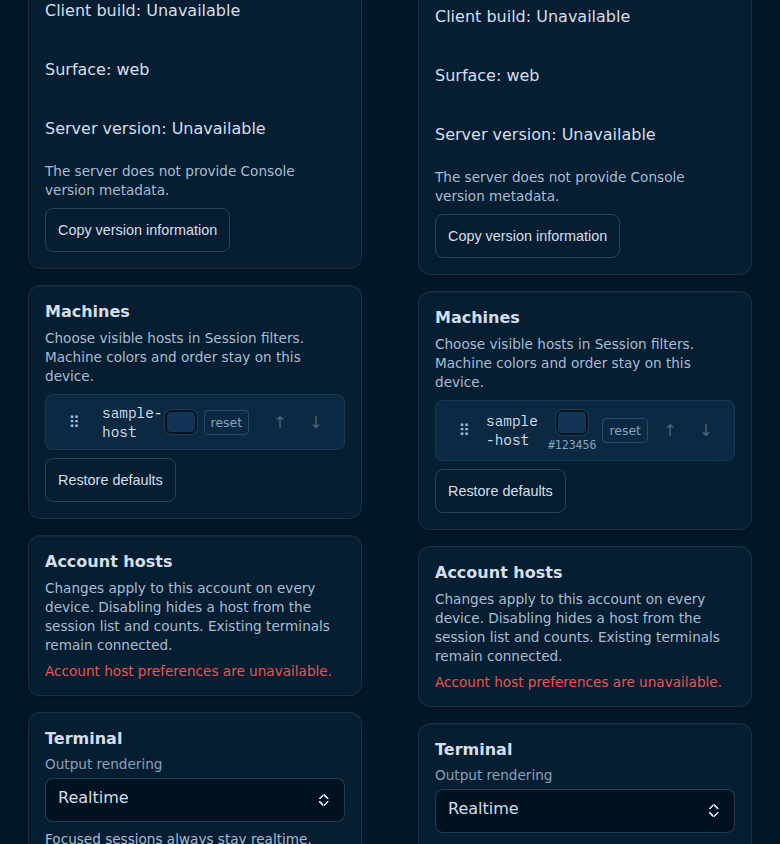 Client build: Unavailable
Surface: web
Server version: Unavailable
The server does not provide Console
version metadata.
Copy version information
Machines
Choose visible hosts in Session filters.
Machine colors and order stay on this
device.
sample-
host
reset
↑
↓
Restore defaults
Account hosts
Changes apply to this account on every
device. Disabling hides a host from the
session list and counts. Existing terminals
remain connected.
Account host preferences are unavailable.
Terminal
Output rendering
Realtime
Focused sessions always stay realtime.
Client build: Unavailable
Surface: web
Server version: Unavailable
The server does not provide Console
version metadata.
Copy version information
Machines
Choose visible hosts in Session filters.
Machine colors and order stay on this
device.
sample
-host
#123456
reset
↑
↓
Restore defaults
Account hosts
Changes apply to this account on every
device. Disabling hides a host from the
session list and counts. Existing terminals
remain connected.
Account host preferences are unavailable.
Terminal
Output rendering
Realtime